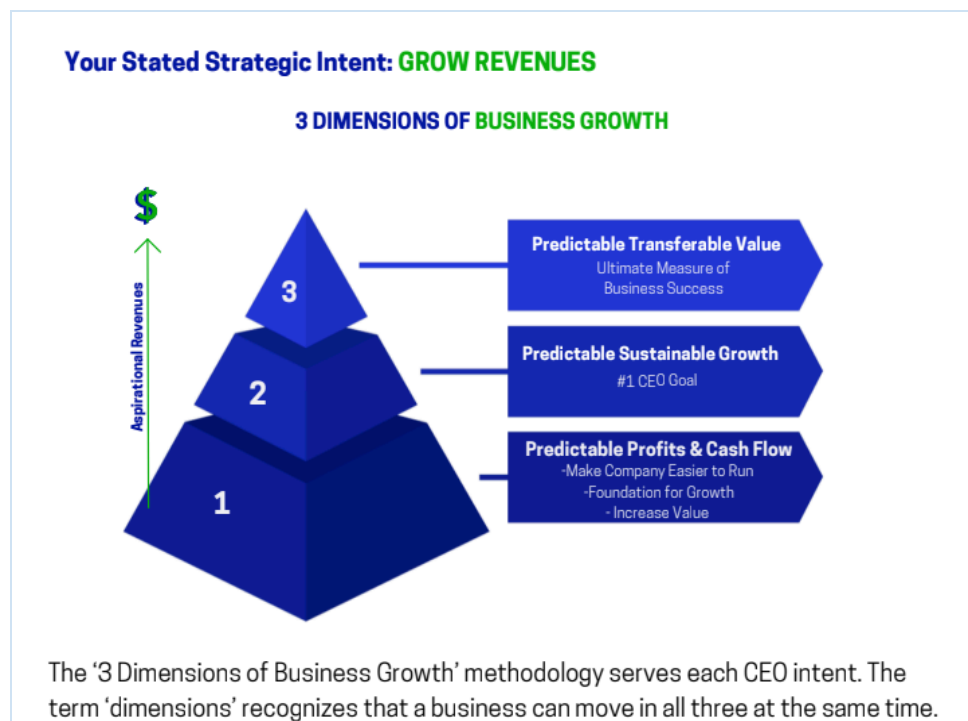 Your Stated Strategic Intent: GROW REVENUES
3 DIMENSIONS OF BUSINESS GROWTH
$
Aspirational Revenues
3
Predictable Transferable Value
Ultimate Measure of
Business Success
2
Predictable Sustainable Growth
#1 CEO Goal
1
Predictable Profits & Cash Flow
-Make Company Easier to Run
-Foundation for Growth
- Increase Value
The ‘3 Dimensions of Business Growth’ methodology serves each CEO intent. The
term ‘dimensions’ recognizes that a business can move in all three at the same time.